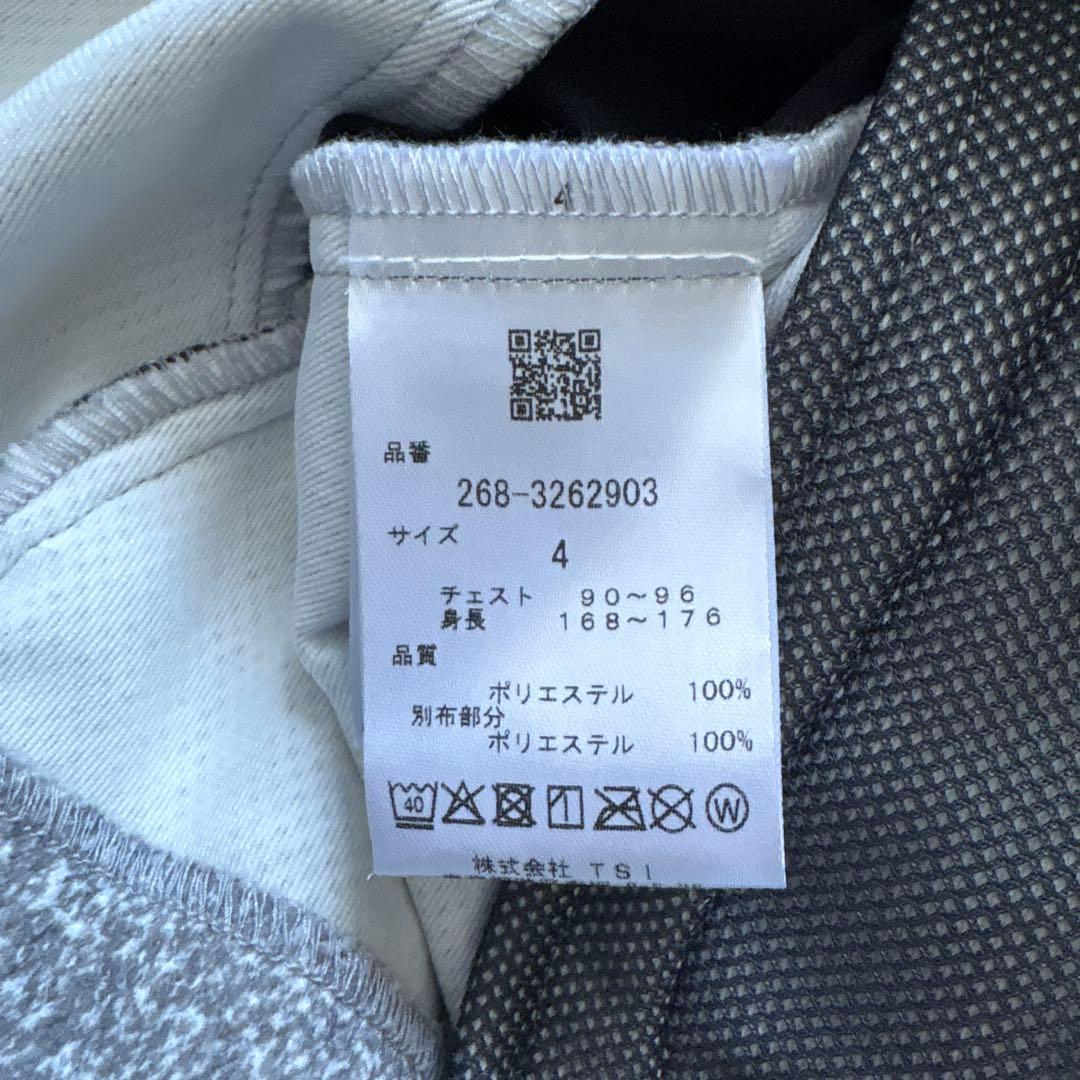 4
品番
268-3262903
サイズ
4
チェスト 90～96
身長 168～176
品質
ポリエステル 100%
別布部分
ポリエステル 100%
40 W
株式会社 TSI